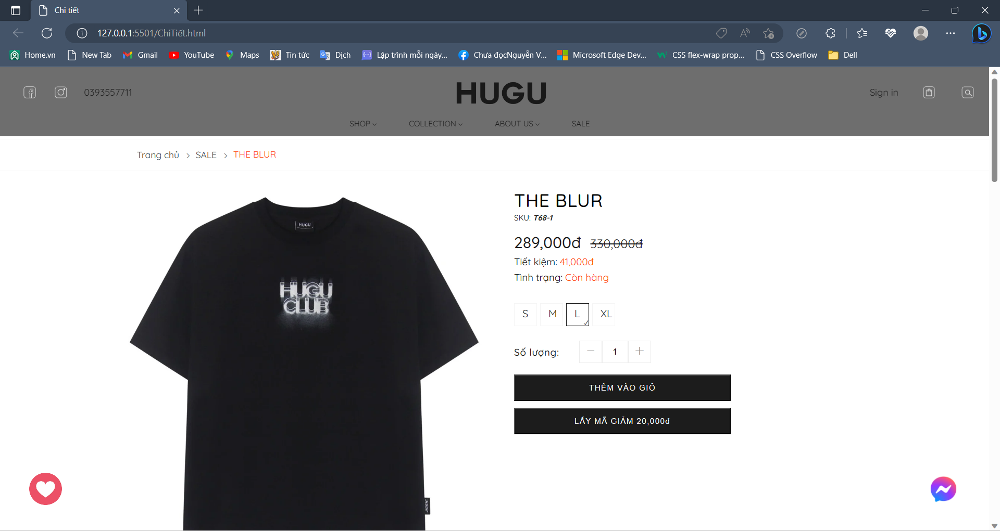 Chi tiết
127.0.0.1:5501/ChiTiết.html
Home.vn New Tab Gmail YouTube Maps Tin tức Dịch Lập trình mỗi ngày... Chưa đọcNguyễn V... Microsoft Edge Dev... CSS flex-wrap prop... CSS Overflow Dell
0393557711 HUGU Sign in
SHOP COLLECTION ABOUT US SALE
Trang chủ > SALE > THE BLUR
THE BLUR
SKU: T68-1
289,000đ 330,000đ
Tiết kiệm: 41,000đ
Tình trạng: Còn hàng
S M L XL
Số lượng: − 1 +
THÊM VÀO GIỎ
LẤY MÃ GIẢM 20,000đ
HUGU
HUGU
CLUB
HUGU